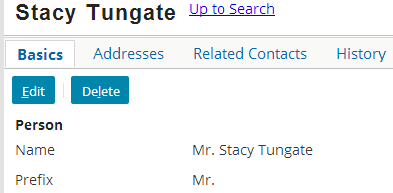 Stacy Tungate Up to Search
Basics Addresses Related Contacts History
Edit Delete
Person
Name Mr. Stacy Tungate
Prefix Mr.